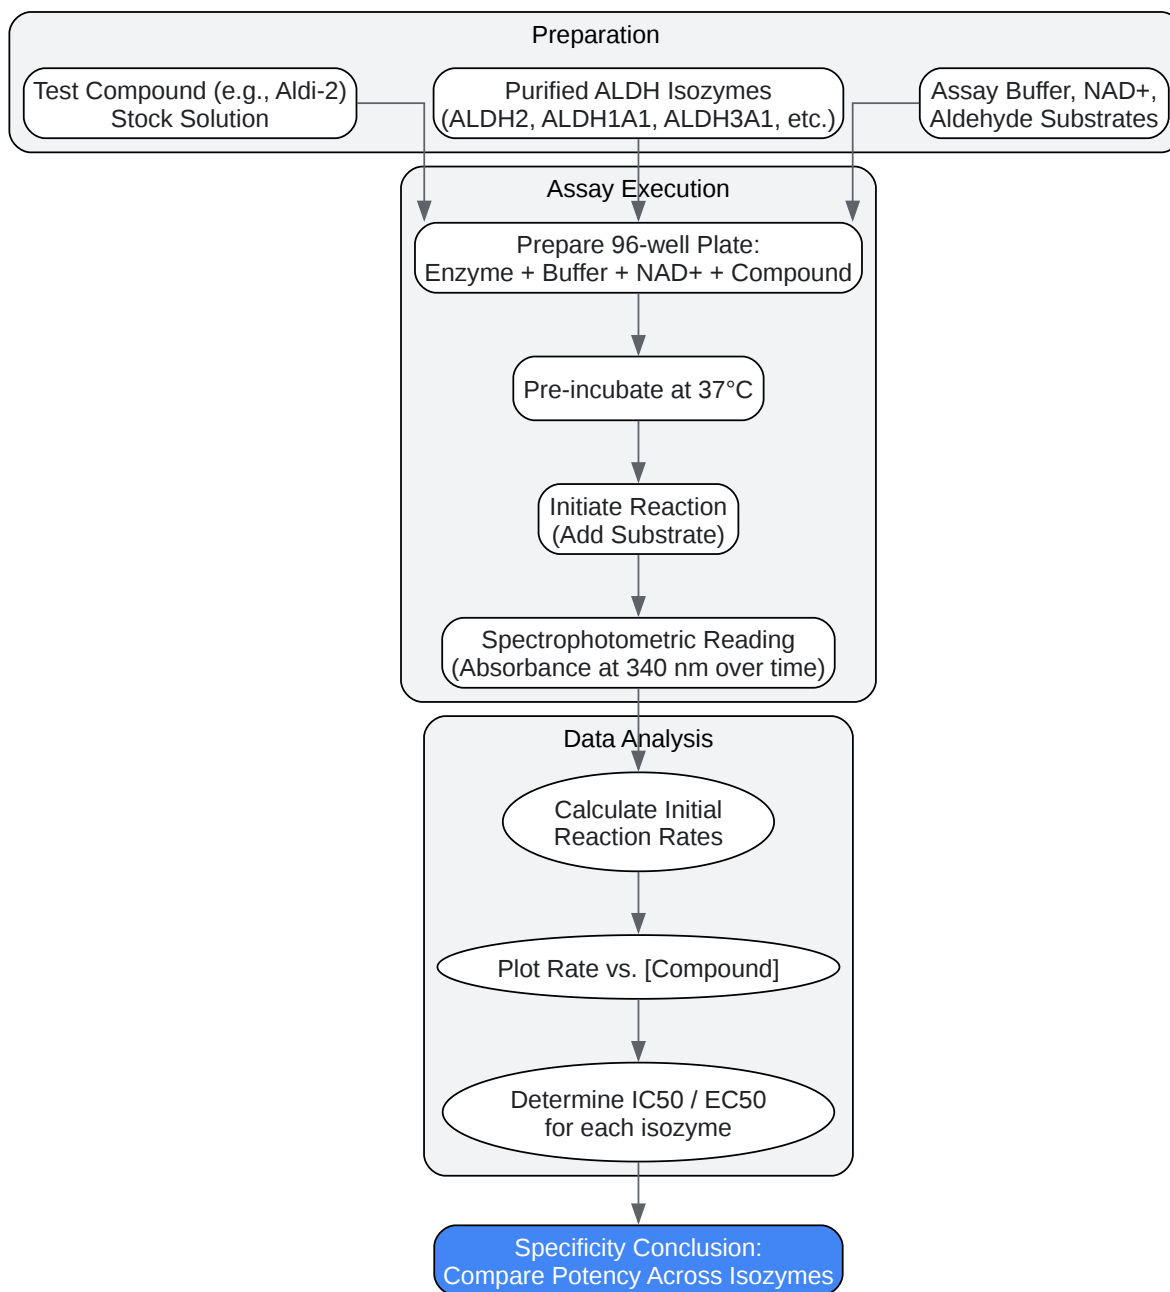 Preparation
Test Compound (e.g., Aldi-2)
Stock Solution
Purified ALDH Isozymes
(ALDH2, ALDH1A1, ALDH3A1, etc.)
Assay Buffer, NAD+,
Aldehyde Substrates
Assay Execution
Prepare 96-well Plate:
Enzyme + Buffer + NAD+ + Compound
Pre-incubate at 37°C
Initiate Reaction
(Add Substrate)
Spectrophotometric Reading
(Absorbance at 340 nm over time)
Data Analysis
Calculate Initial
Reaction Rates
Plot Rate vs. [Compound]
Determine IC50 / EC50
for each isozyme
Specificity Conclusion:
Compare Potency Across Isozymes